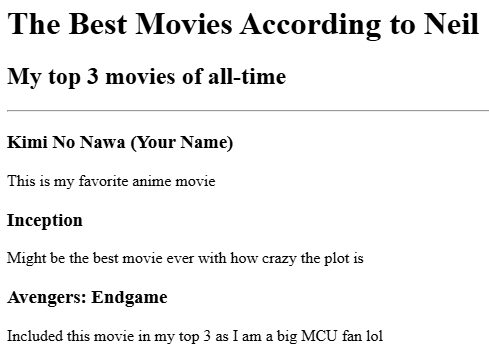 The Best Movies According to Neil
My top 3 movies of all-time
Kimi No Nawa (Your Name)
This is my favorite anime movie
Inception
Might be the best movie ever with how crazy the plot is
Avengers: Endgame
Included this movie in my top 3 as I am a big MCU fan lol